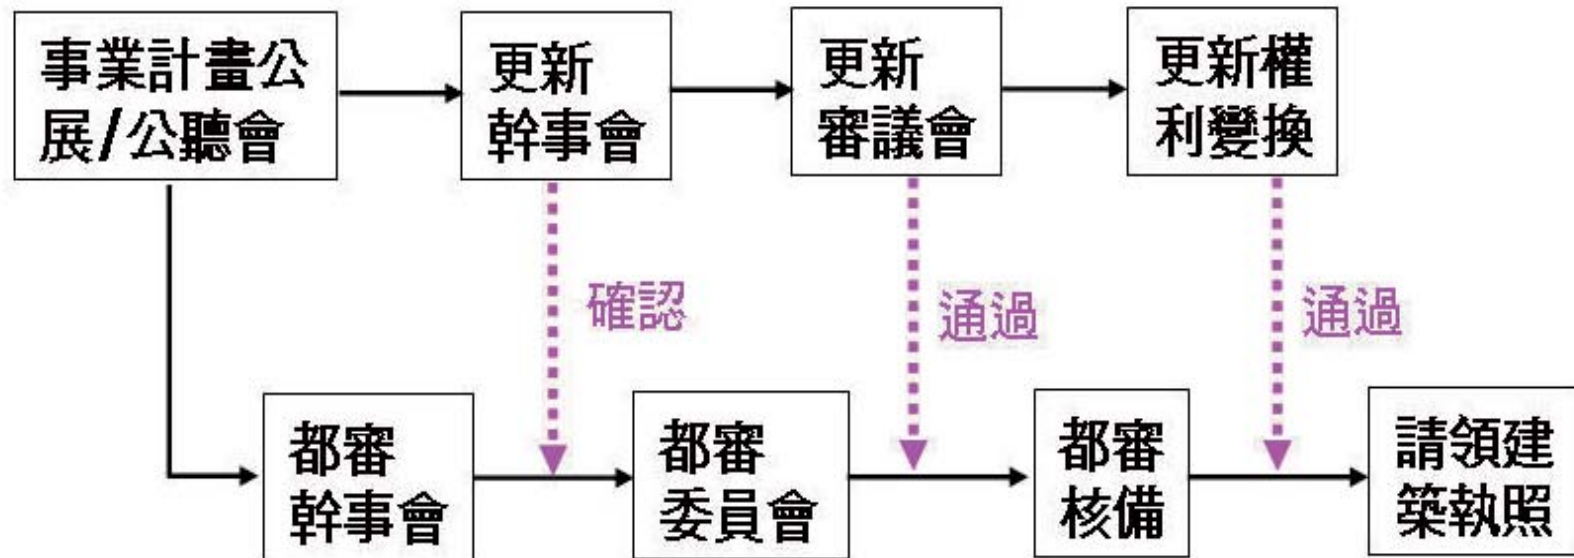 事業計畫公
展/公聽會
更新
幹事會
更新
審議會
更新權
利變換
確認
通過
通過
都審
幹事會
都審
委員會
都審
核備
請領建
築執照